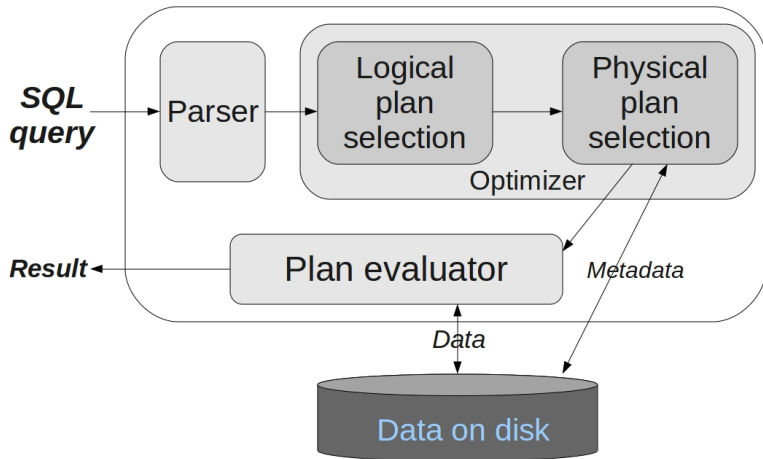 SQL
query
Parser
Logical
plan
selection
Physical
plan
selection
Optimizer
Result
Plan evaluator
Metadata
Data
Data on disk